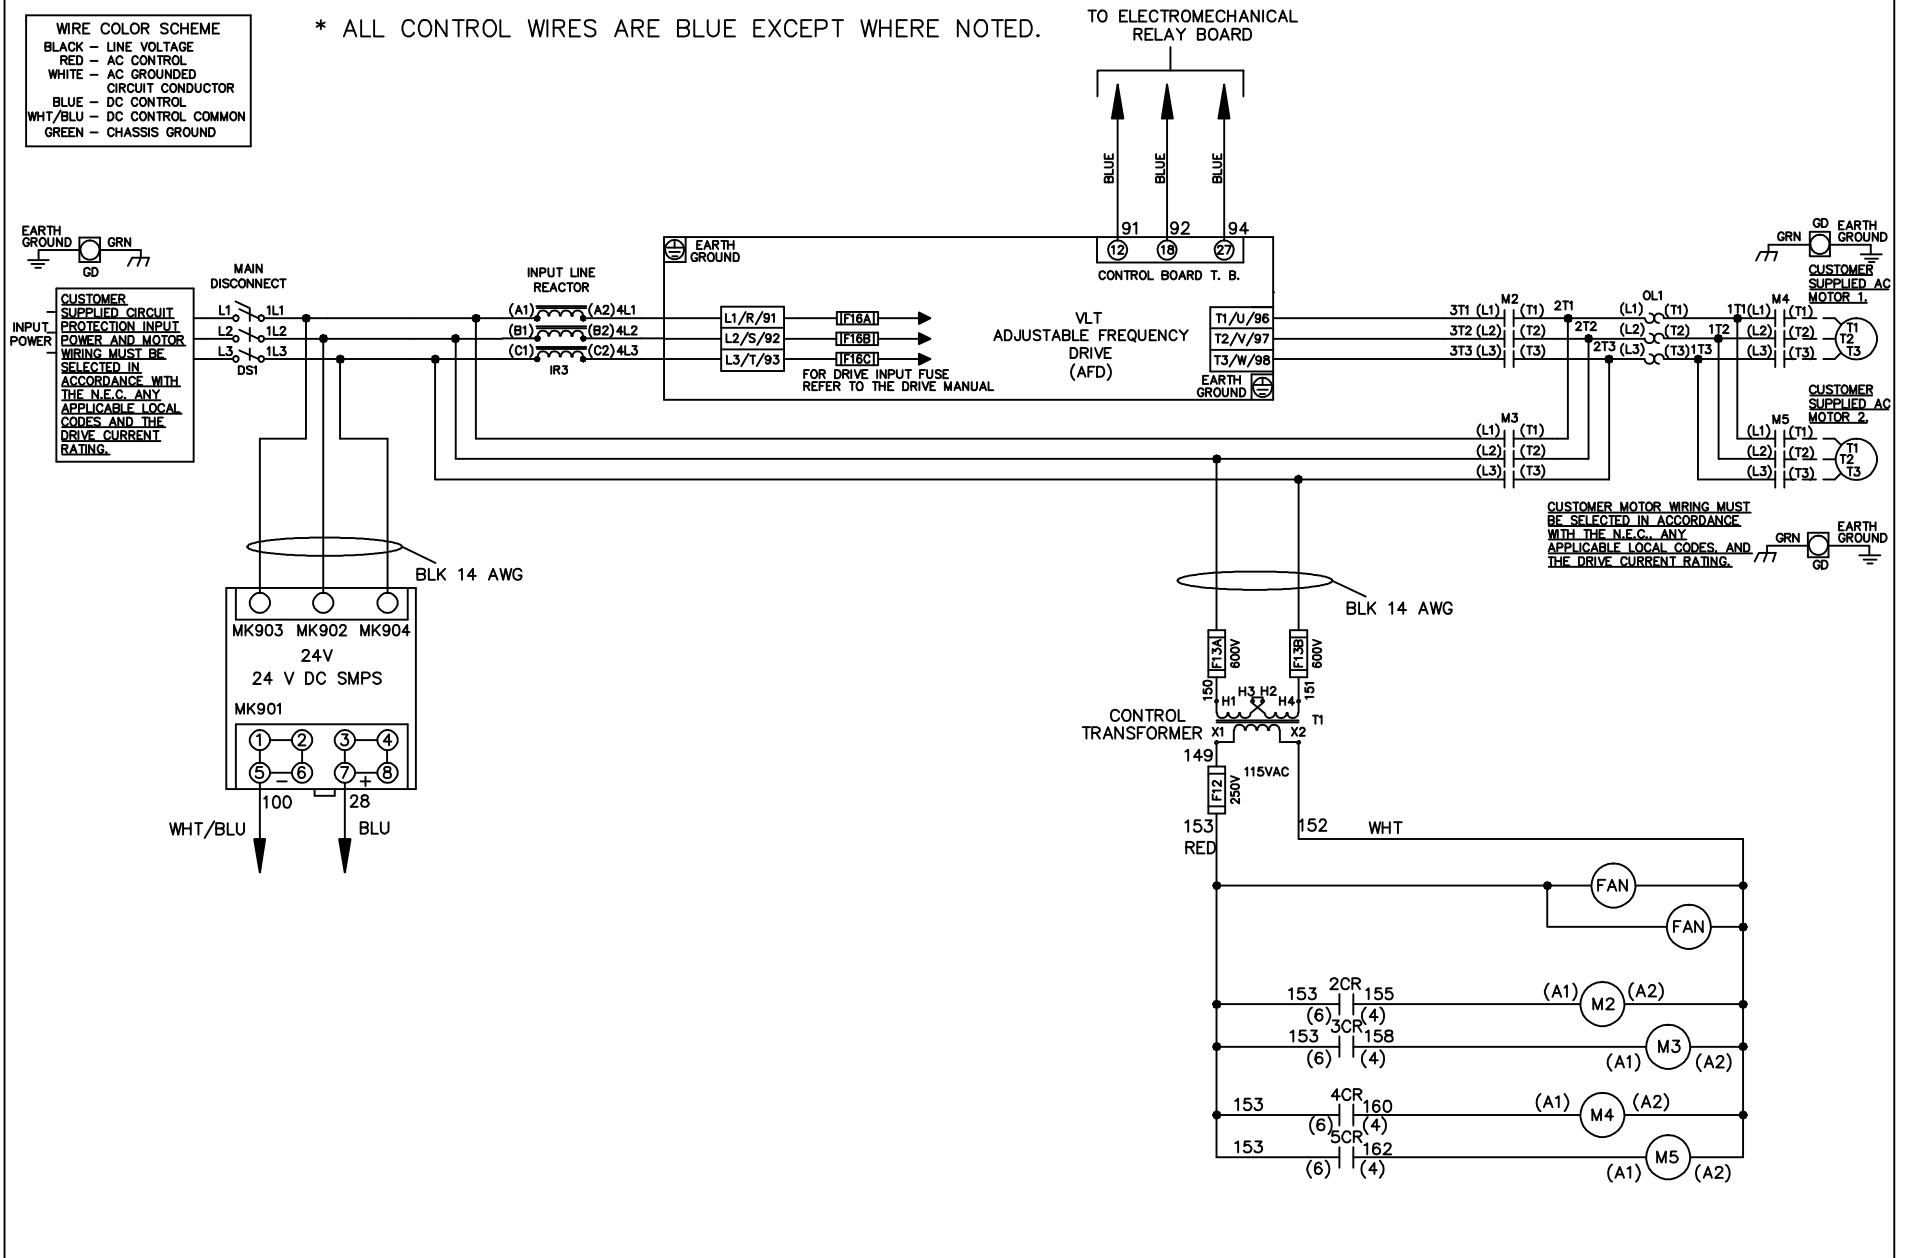 WIRE COLOR SCHEME
BLACK – LINE VOLTAGE
RED – AC CONTROL
WHITE – AC GROUNDED
CIRCUIT CONDUCTOR
BLUE – DC CONTROL
WHT/BLU – DC CONTROL COMMON
GREEN – CHASSIS GROUND
* ALL CONTROL WIRES ARE BLUE EXCEPT WHERE NOTED.
TO ELECTROMECHANICAL
RELAY BOARD
BLUE
BLUE
BLUE
91 92 94
12 18 27
CONTROL BOARD T. B.
EARTH
GROUND
GRN
GD
MAIN
DISCONNECT
L1 1L1
L2 1L2
L3 1L3
DS1
INPUT
POWER
CUSTOMER
SUPPLIED CIRCUIT
PROTECTION INPUT
POWER AND MOTOR
WIRING MUST BE
SELECTED IN
ACCORDANCE WITH
THE N.E.C. ANY
APPLICABLE LOCAL
CODES AND THE
DRIVE CURRENT
RATING.
INPUT LINE
REACTOR
(A1) (A2) 4L1
(B1) (B2) 4L2
(C1) (C2) 4L3
IR3
EARTH
GROUND
L1/R/91
L2/S/92
L3/T/93
F16A
F16B
F16C
FOR DRIVE INPUT FUSE
REFER TO THE DRIVE MANUAL
VLT
ADJUSTABLE FREQUENCY
DRIVE
(AFD)
T1/U/96
T2/V/97
T3/W/98
EARTH
GROUND
M2
3T1 (L1) (T1) 2T1
3T2 (L2) (T2) 2T2
3T3 (L3) (T3) 2T3
OL1
(L1) (T1) 1T1
(L2) (T2) 1T2
(L3) (T3) 1T3
M4
(L1) (T1)
(L2) (T2)
(L3) (T3)
T1
T2
T3
GD
GRN
EARTH
GROUND
CUSTOMER
SUPPLIED AC
MOTOR 1.
M3
(L1) (T1)
(L2) (T2)
(L3) (T3)
M5
(L1) (T1)
(L2) (T2)
(L3) (T3)
T1
T2
T3
CUSTOMER
SUPPLIED AC
MOTOR 2.
CUSTOMER MOTOR WIRING MUST
BE SELECTED IN ACCORDANCE
WITH THE N.E.C., ANY
APPLICABLE LOCAL CODES, AND
THE DRIVE CURRENT RATING.
GRN
GD
EARTH
GROUND
BLK 14 AWG
MK903 MK902 MK904
24V
24 V DC SMPS
MK901
1 2 3 4
5 – 6 7 + 8
100 28
WHT/BLU BLU
BLK 14 AWG
F13A 600V
F13B 600V
150
151
H1 H3 H2 H4
CONTROL
TRANSFORMER
T1
X1 X2
149
115VAC
F12 250V
153
RED
152 WHT
FAN
FAN
2CR
153 155 (A1) M2 (A2)
(6) (4)
3CR
153 158 M3
(6) (4) (A1) (A2)
4CR
153 160 (A1) M4 (A2)
(6) (4)
5CR
153 162 M5
(6) (4) (A1) (A2)